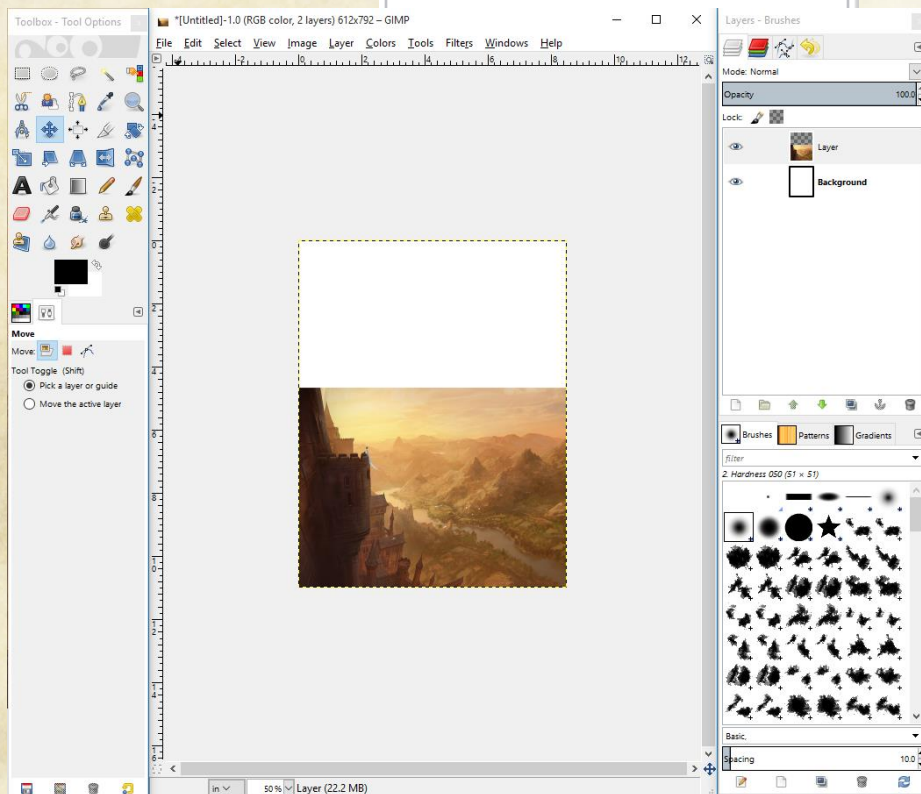 Toolbox - Tool Options
*[Untitled]-1.0 (RGB color, 2 layers) 612x792 – GIMP
Layers - Brushes
File Edit Select View Image Layer Colors Tools Filters Windows Help
Mode: Normal
Opacity 100.0
Lock:
Layer
Background
Move
Move:
Tool Toggle (Shift)
Pick a layer or guide
Move the active layer
Brushes Patterns Gradients
filter
2. Hardness 050 (51 × 51)
Basic,
Spacing 10.0
in 50 % Layer (22.2 MB)